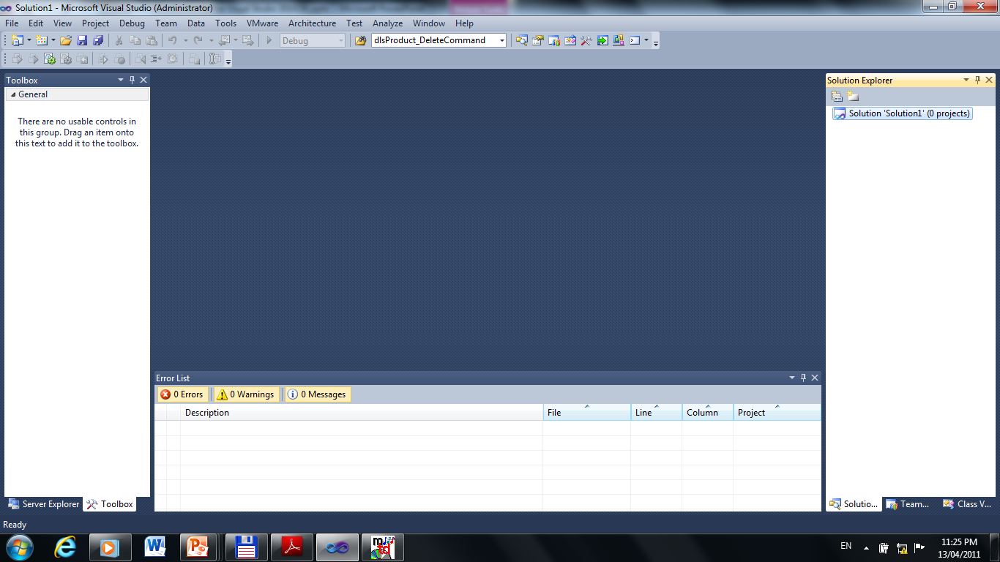 Solution1 - Microsoft Visual Studio (Administrator)
File Edit View Project Debug Team Data Tools VMware Architecture Test Analyze Window Help
Debug dlsProduct_DeleteCommand
Toolbox
General
There are no usable controls in
this group. Drag an item onto
this text to add it to the toolbox.
Solution Explorer
Solution 'Solution1' (0 projects)
Error List
0 Errors 0 Warnings 0 Messages
Description File Line Column Project
Server Explorer Toolbox
Solutio... Team... Class V...
Ready
EN
11:25 PM
13/04/2011